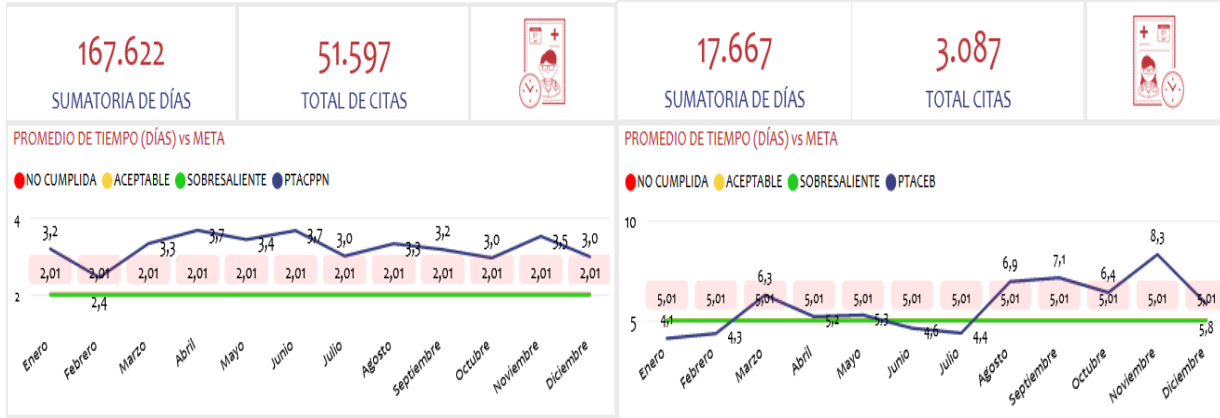 167.622
SUMATORIA DE DÍAS
51.597
TOTAL DE CITAS
PROMEDIO DE TIEMPO (DÍAS) vs META
NO CUMPLIDA ACEPTABLE SOBRESALIENTE PTACPPN
4
2
3,2 2,4 3,3 3,7 3,4 3,7 3,0 3,3 3,2 3,0 3,5 3,0
2,01 2,01 2,01 2,01 2,01 2,01 2,01 2,01 2,01 2,01 2,01 2,01
Enero Febrero Marzo Abril Mayo Junio Julio Agosto Septiembre Octubre Noviembre Diciembre
17.667
SUMATORIA DE DÍAS
3.087
TOTAL CITAS
PROMEDIO DE TIEMPO (DÍAS) vs META
NO CUMPLIDA ACEPTABLE SOBRESALIENTE PTACEB
10
5
4,1 4,3 6,3 5,2 5,3 4,6 4,4 6,9 7,1 6,4 8,3 5,8
5,01 5,01 5,01 5,01 5,01 5,01 5,01 5,01 5,01 5,01 5,01 5,01
Enero Febrero Marzo Abril Mayo Junio Julio Agosto Septiembre Octubre Noviembre Diciembre